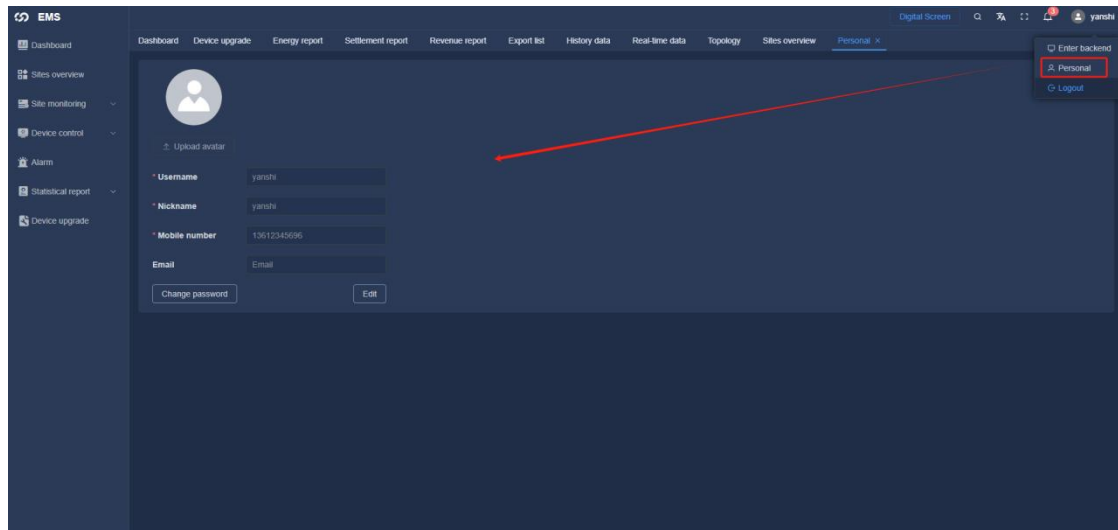 EMS
Digital Screen
3
yanshi
Dashboard
Sites overview
Site monitoring
Device control
Alarm
Statistical report
Device upgrade
Dashboard Device upgrade Energy report Settlement report Revenue report Export list History data Real-time data Topology Sites overview Personal ×
Enter backend
Personal
Logout
Upload avatar
* Username yanshi
* Nickname yanshi
* Mobile number 13612345696
Email Email
Change password Edit